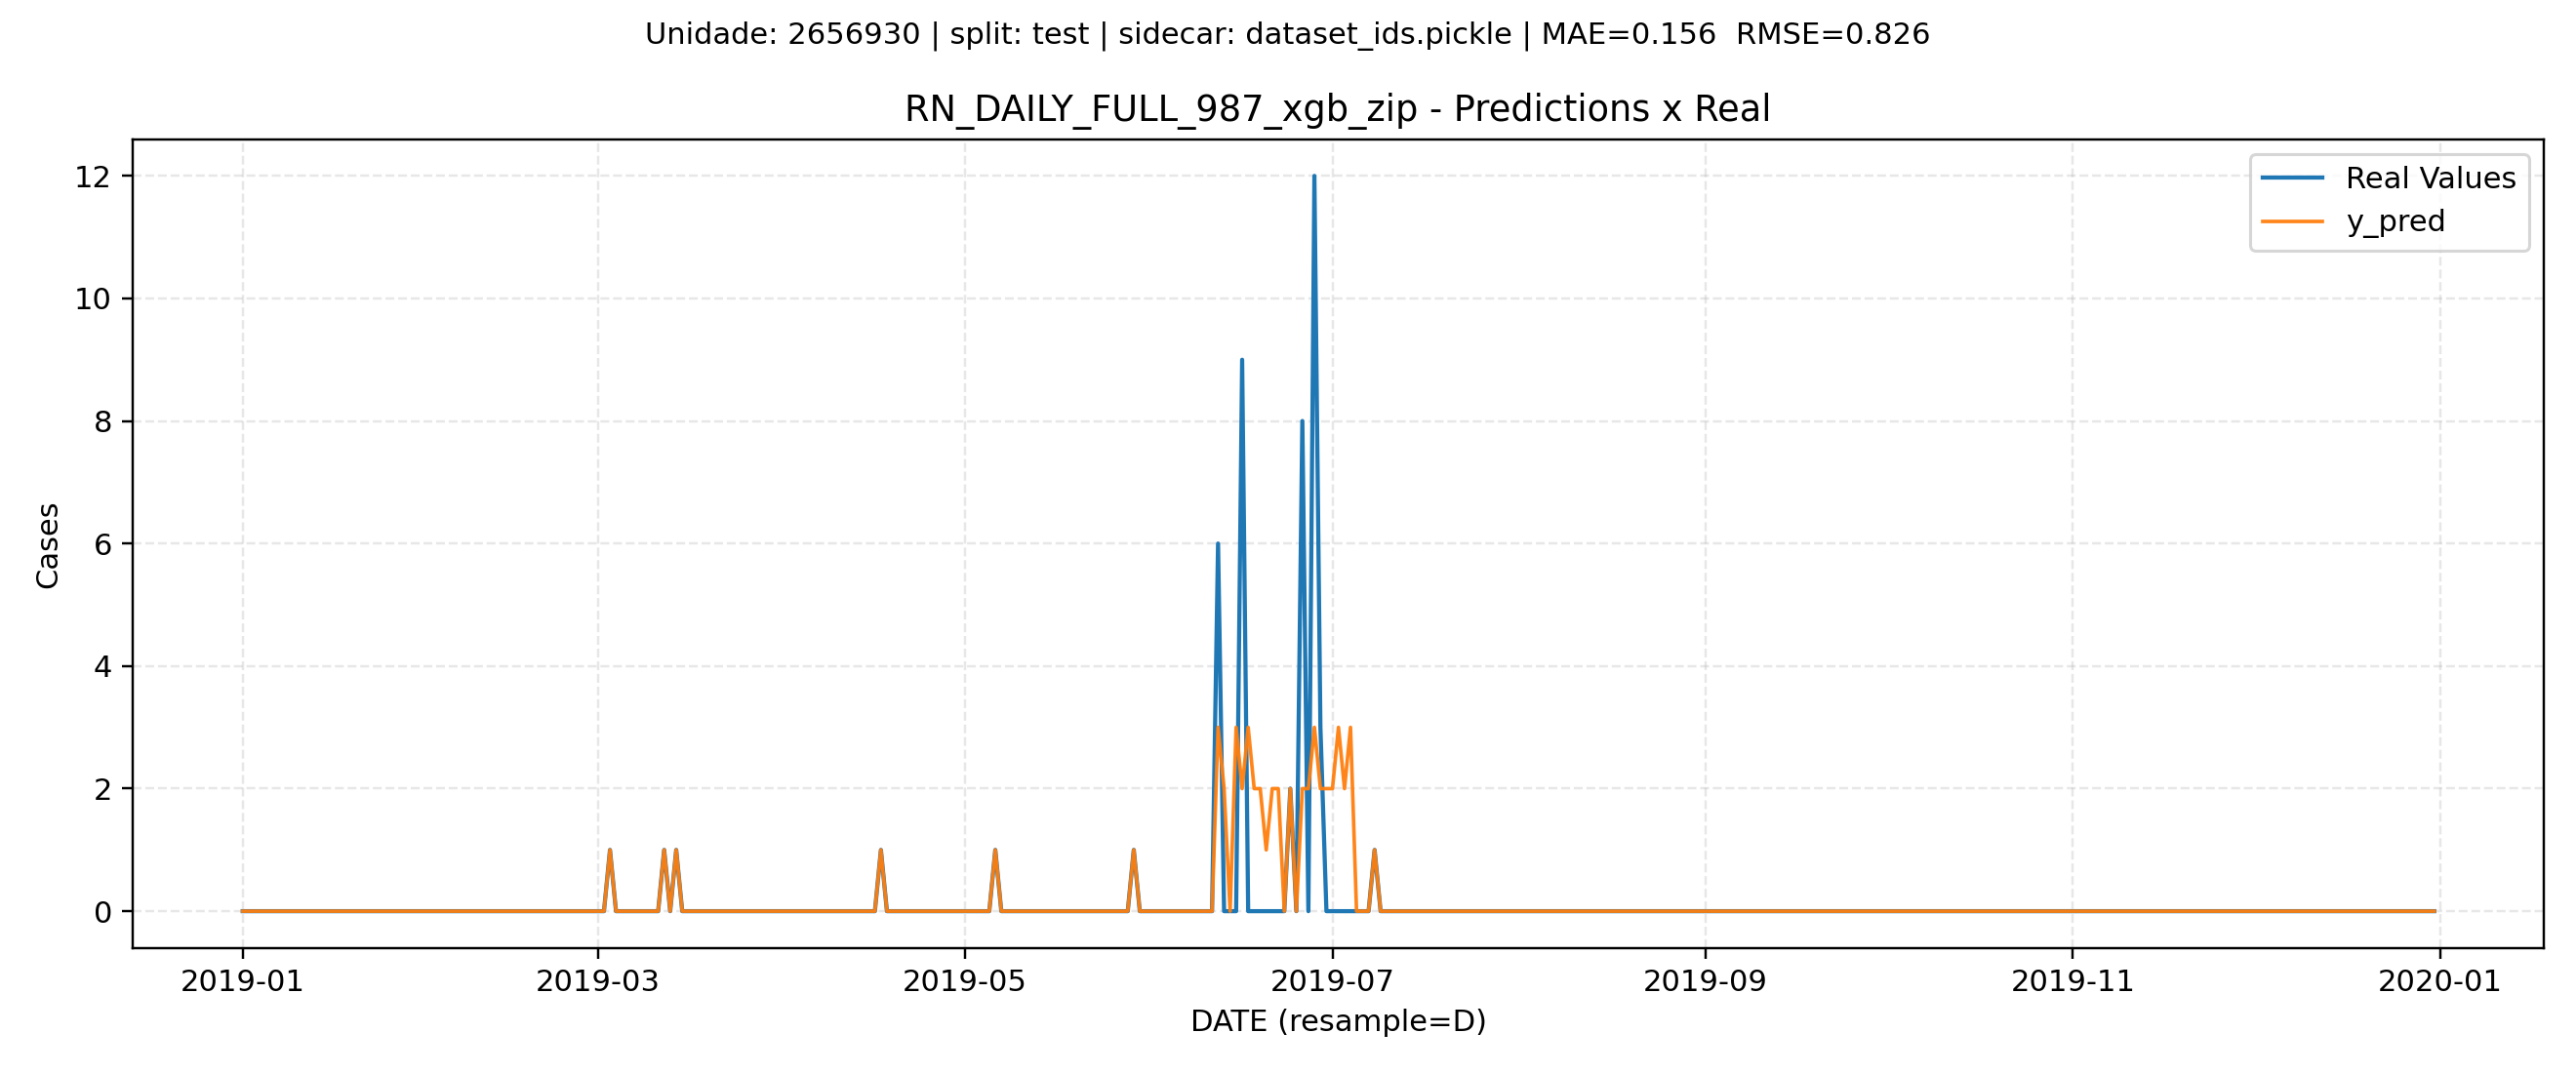 Unidade: 2656930 | split: test | sidecar: dataset_ids.pickle | MAE=0.156  RMSE=0.826
RN_DAILY_FULL_987_xgb_zip - Predictions x Real
Real Values
y_pred
12
10
8
6
4
2
0
Cases
2019-01
2019-03
2019-05
2019-07
2019-09
2019-11
2020-01
DATE (resample=D)